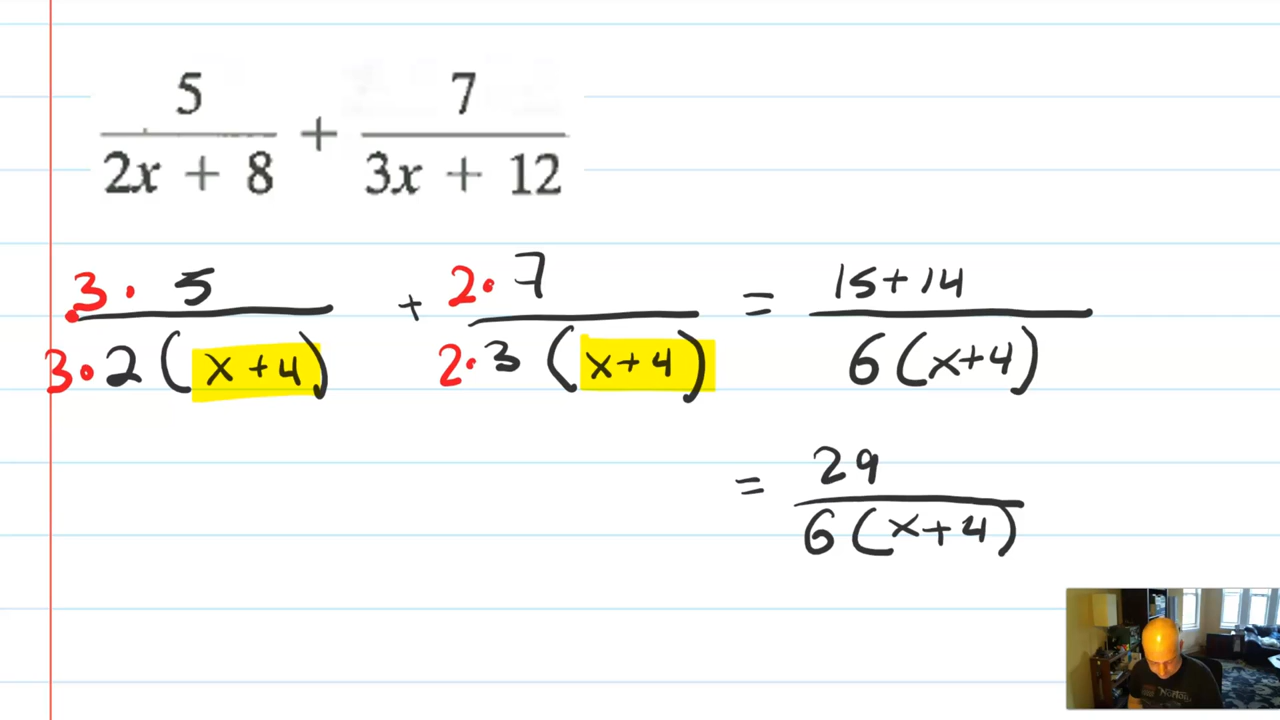 5/(2x + 8) + 7/(3x + 12)
3· 5/3·2(x+4) + 2·7/2·3(x+4) = 15+14/6(x+4)
= 29/6(x+4)